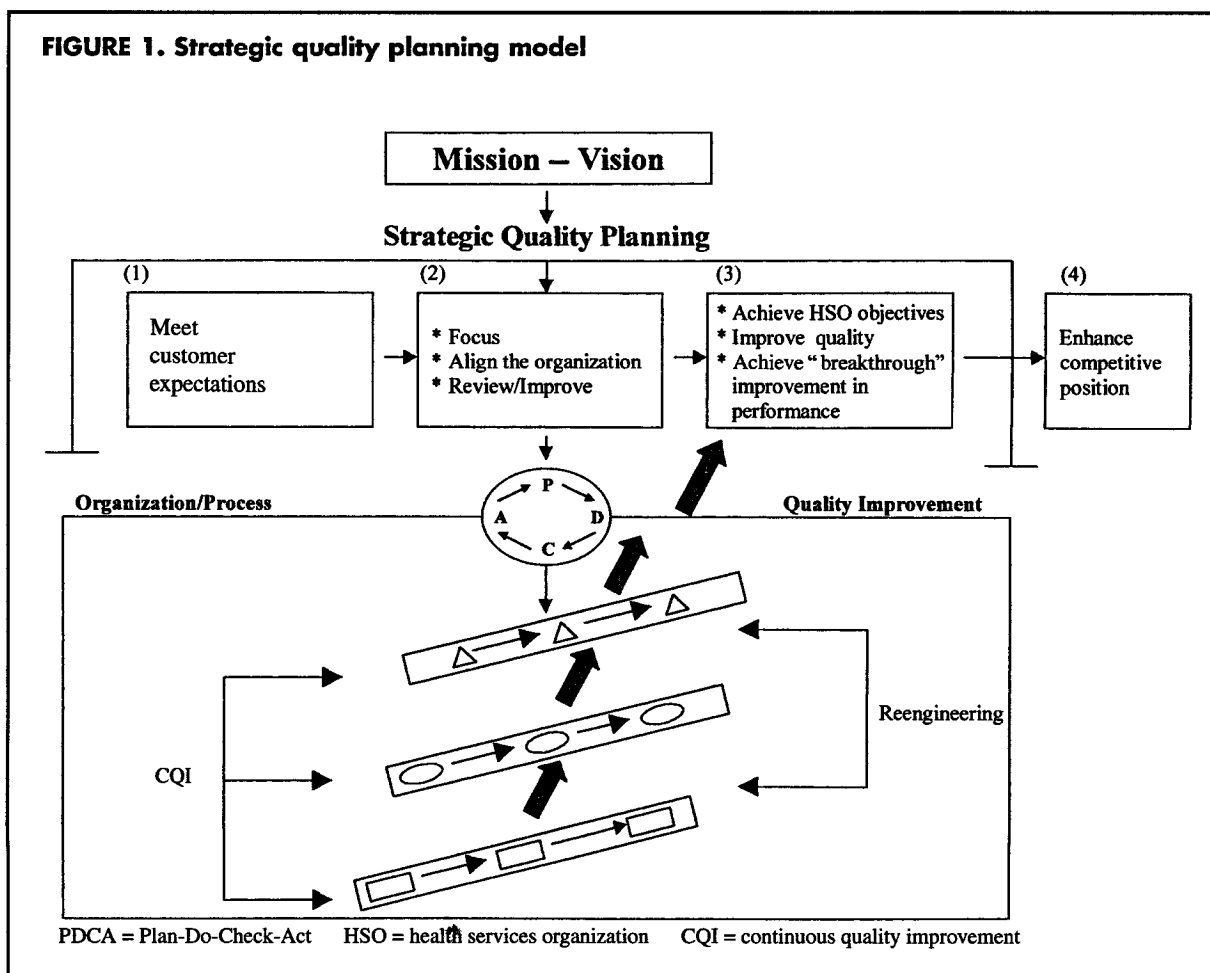 FIGURE 1. Strategic quality planning model
Mission – Vision
Strategic Quality Planning
(1)
Meet
customer
expectations
(2)
* Focus
* Align the organization
* Review/Improve
(3)
* Achieve HSO objectives
* Improve quality
* Achieve “breakthrough”
improvement in
performance
(4)
Enhance
competitive
position
Organization/Process
P
A
D
C
Quality Improvement
CQI
Reengineering
PDCA = Plan-Do-Check-Act HSO = health services organization CQI = continuous quality improvement